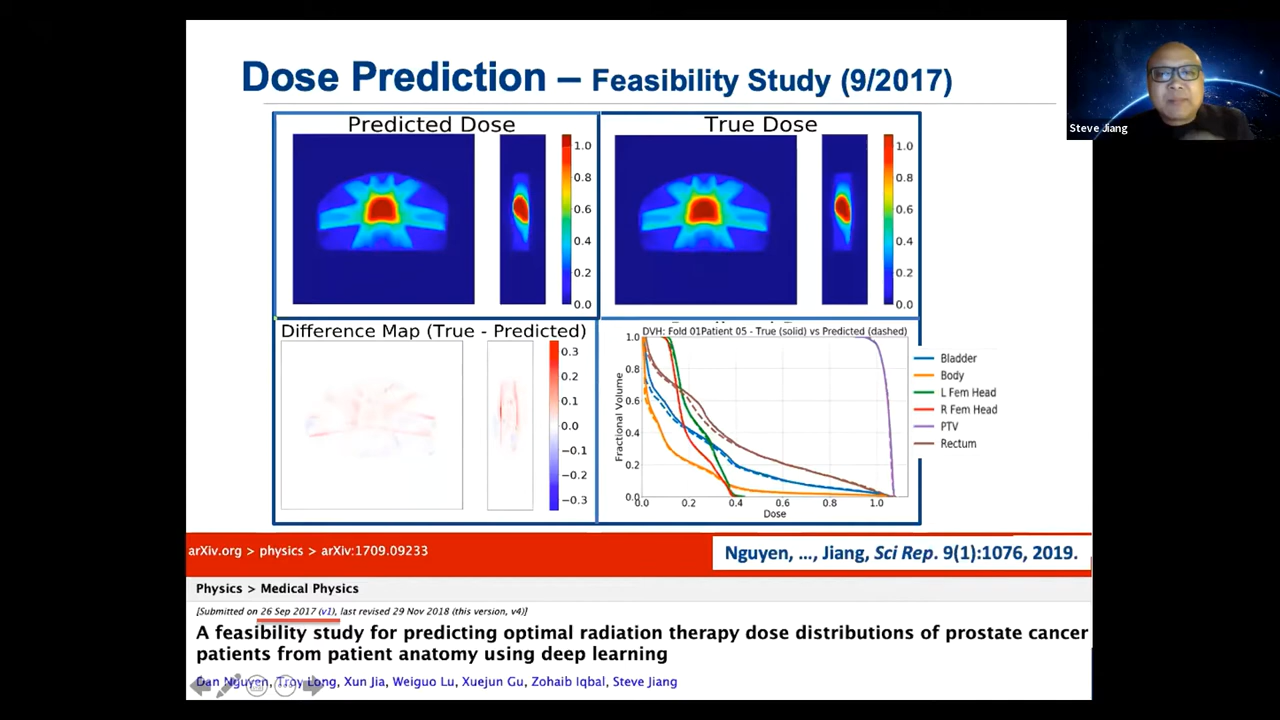 Dose Prediction – Feasibility Study (9/2017)
Steve Jiang
Predicted Dose
1.0
0.8
0.6
0.4
0.2
0.0
True Dose
1.0
0.8
0.6
0.4
0.2
0.0
Difference Map (True - Predicted)
0.3
0.2
0.1
0.0
−0.1
−0.2
−0.3
DVH: Fold 01Patient 05 - True (solid) vs Predicted (dashed)
Fractional Volume
1.0
0.8
0.6
0.4
0.2
0.0
0.0 0.2 0.4 0.6 0.8 1.0
Dose
Bladder
Body
L Fem Head
R Fem Head
PTV
Rectum
arXiv.org > physics > arXiv:1709.09233
Nguyen, ..., Jiang, Sci Rep. 9(1):1076, 2019.
Physics > Medical Physics
[Submitted on 26 Sep 2017 (v1), last revised 29 Nov 2018 (this version, v4)]
A feasibility study for predicting optimal radiation therapy dose distributions of prostate cancer
patients from patient anatomy using deep learning
Dan Nguyen, Troy Long, Xun Jia, Weiguo Lu, Xuejun Gu, Zohaib Iqbal, Steve Jiang